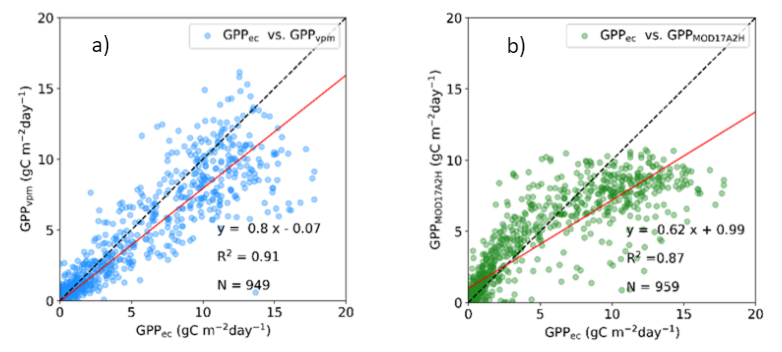 a)
GPPec vs. GPPvpm
20
15
10
5
0
GPPvpm (gC m−2day−1)
y = 0.8 x - 0.07
R2 = 0.91
N = 949
0 5 10 15 20
GPPec (gC m−2day−1)
b)
GPPec vs. GPPMOD17A2H
20
15
10
5
0
GPPMOD17A2H (gC m−2day−1)
y = 0.62 x + 0.99
R2 =0.87
N = 959
0 5 10 15 20
GPPec (gC m−2day−1}